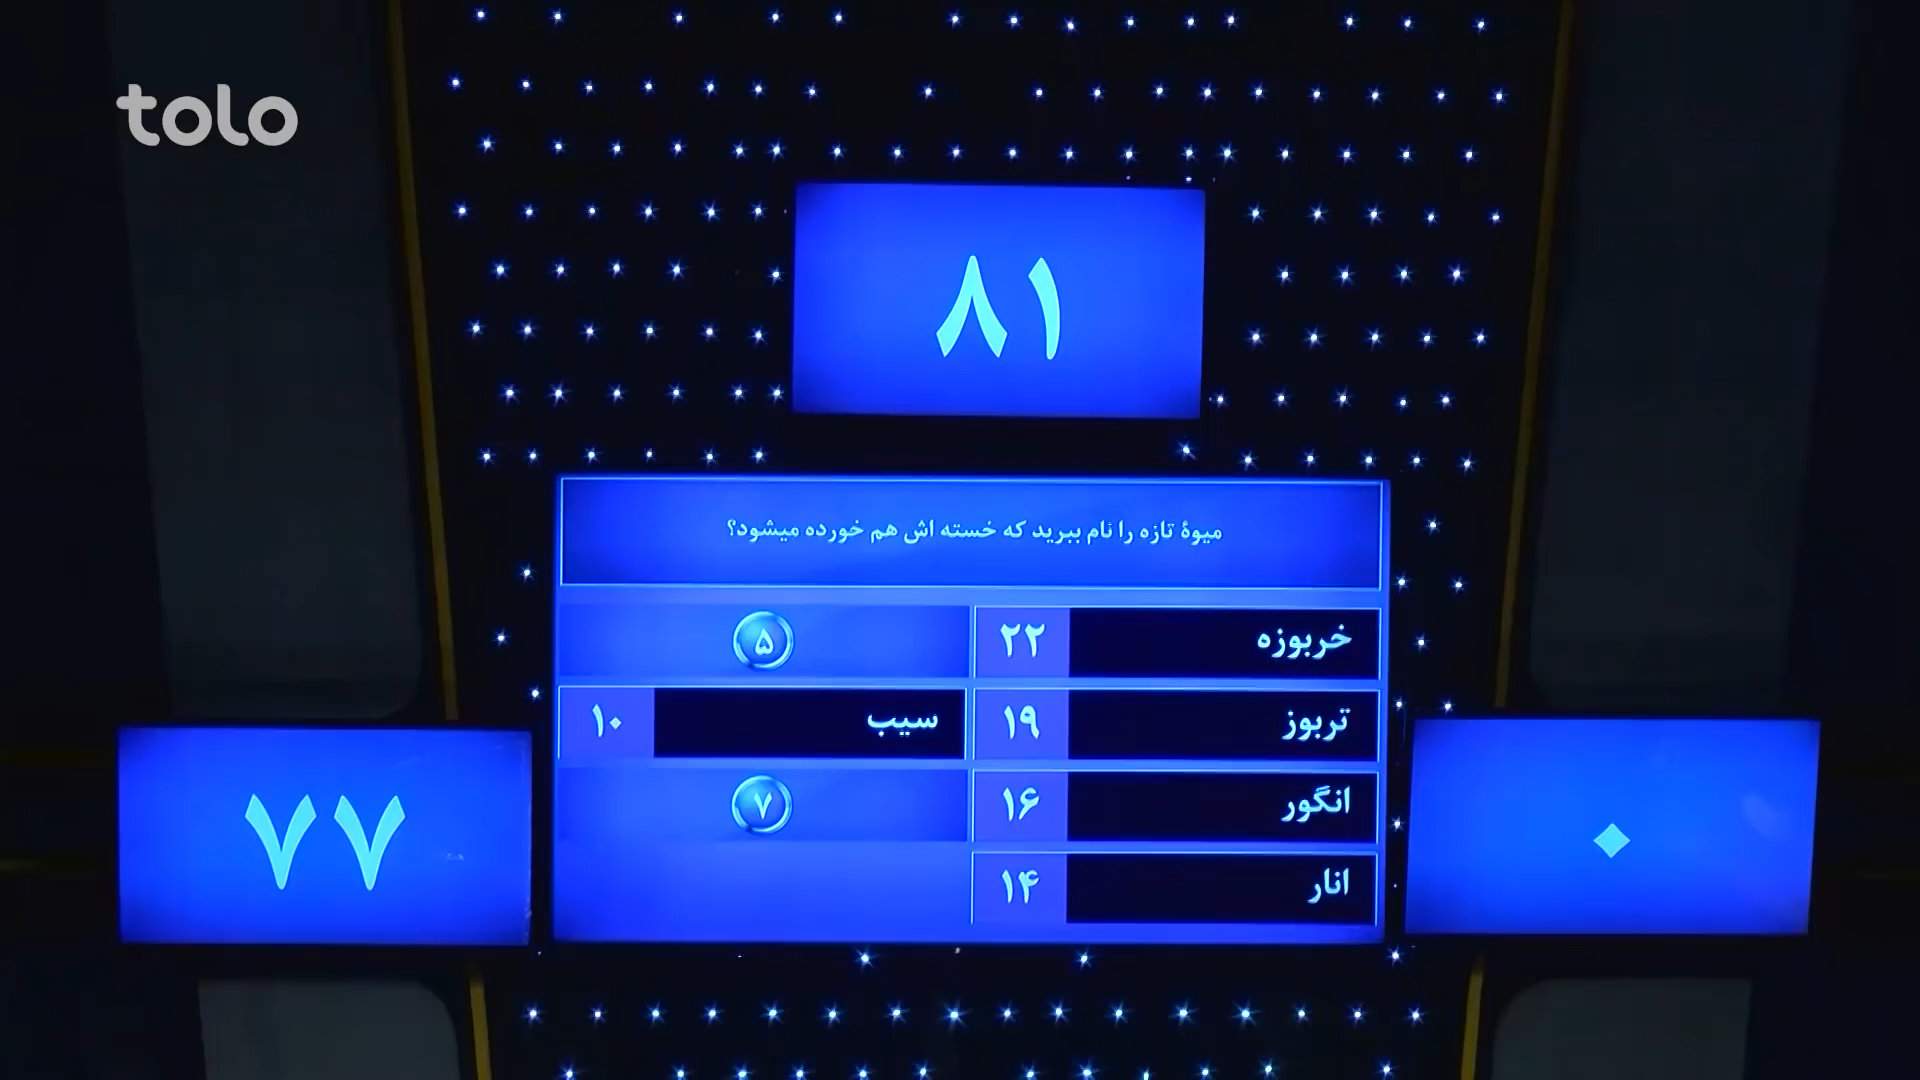 tolo
۸۱
میوهٔ تازه را نام ببرید که خسته اش هم خورده میشود؟
خربوزه ۲۲
۵
تربوز ۱۹
سیب ۱۰
انگور ۱۶
۷
انار ۱۴
۷۷
۰